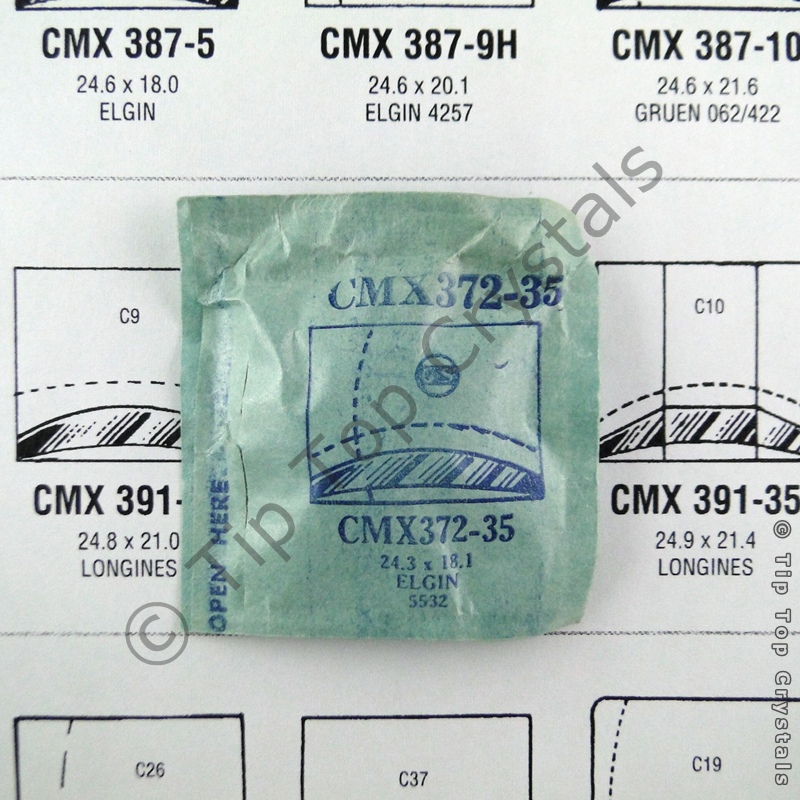 CMX 387-5
24.6 x 18.0
ELGIN
CMX 387-9H
24.6 x 20.1
ELGIN 4257
CMX 387-10
24.6 x 21.6
GRUEN 062/422
C9
CMX 391-
24.8 x 21.0
LONGINES
CMX372-35
GS
CMX372-35
24.3 x 18.1
ELGIN
5532
OPEN HERE
C10
CMX 391-35
24.9 x 21.4
LONGINES
C26
C37
C19
© Tip Top Crystals
© Tip Top Crystals